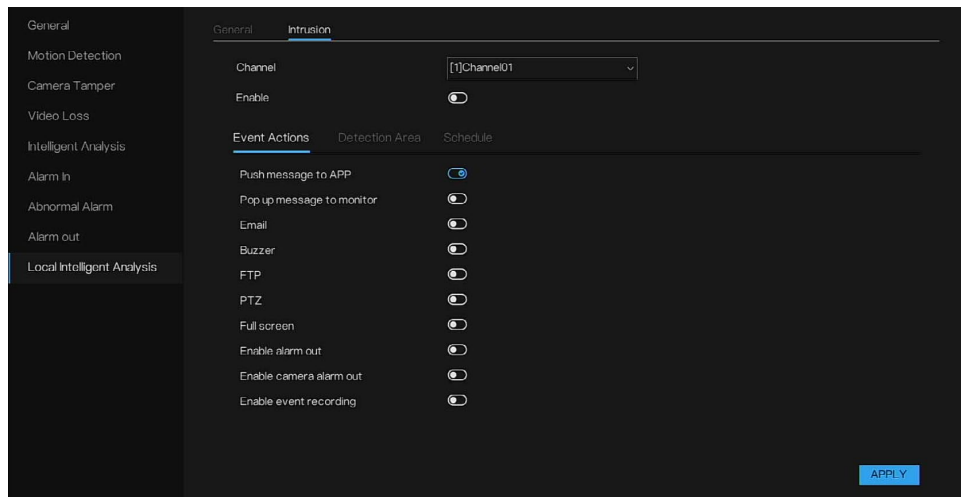 General
Motion Detection
Camera Tamper
Video Loss
Intelligent Analysis
Alarm In
Abnormal Alarm
Alarm out
Local Intelligent Analysis
General Intrusion
Channel [1]Channel01
Enable
Event Actions Detection Area Schedule
Push message to APP
Pop up message to monitor
Email
Buzzer
FTP
PTZ
Full screen
Enable alarm out
Enable camera alarm out
Enable event recording
APPLY